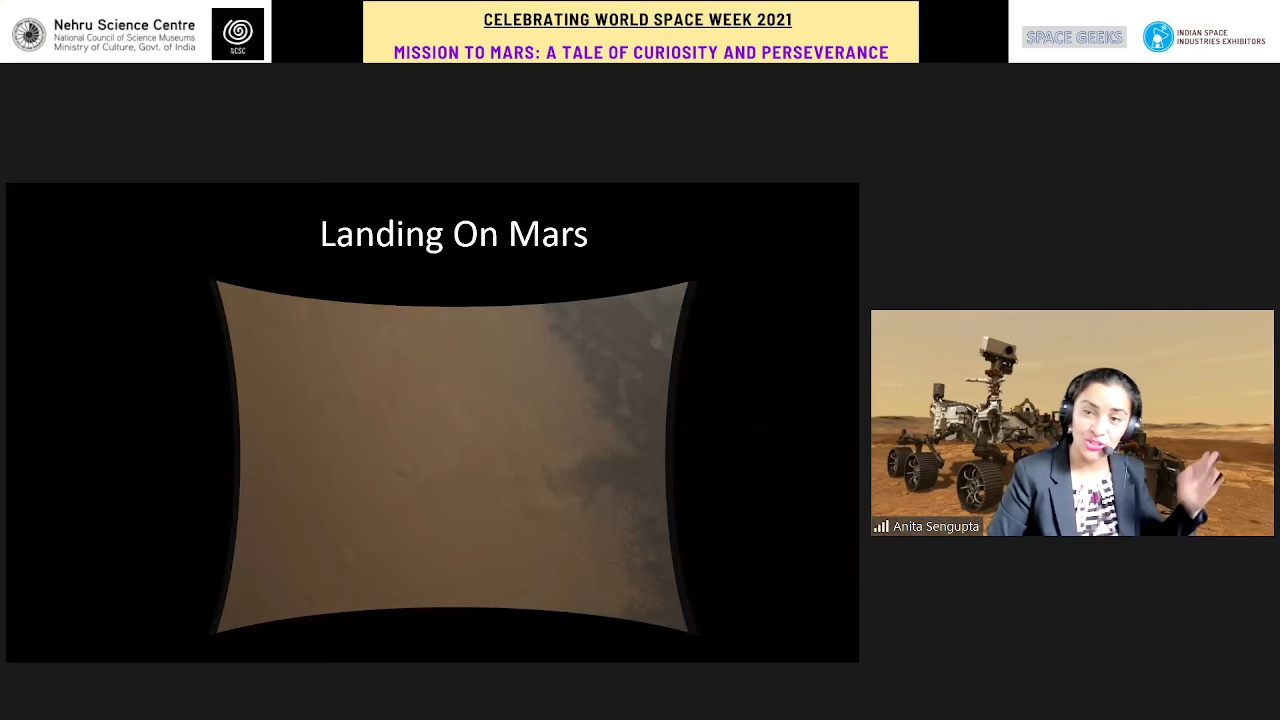 Nehru Science Centre
National Council of Science Museums
Ministry of Culture, Govt. of India
NCSC
CELEBRATING WORLD SPACE WEEK 2021
MISSION TO MARS: A TALE OF CURIOSITY AND PERSEVERANCE
SPACE GEEKS
INDIAN SPACE
INDUSTRIES EXHIBITORS
Landing On Mars
Anita Sengupta